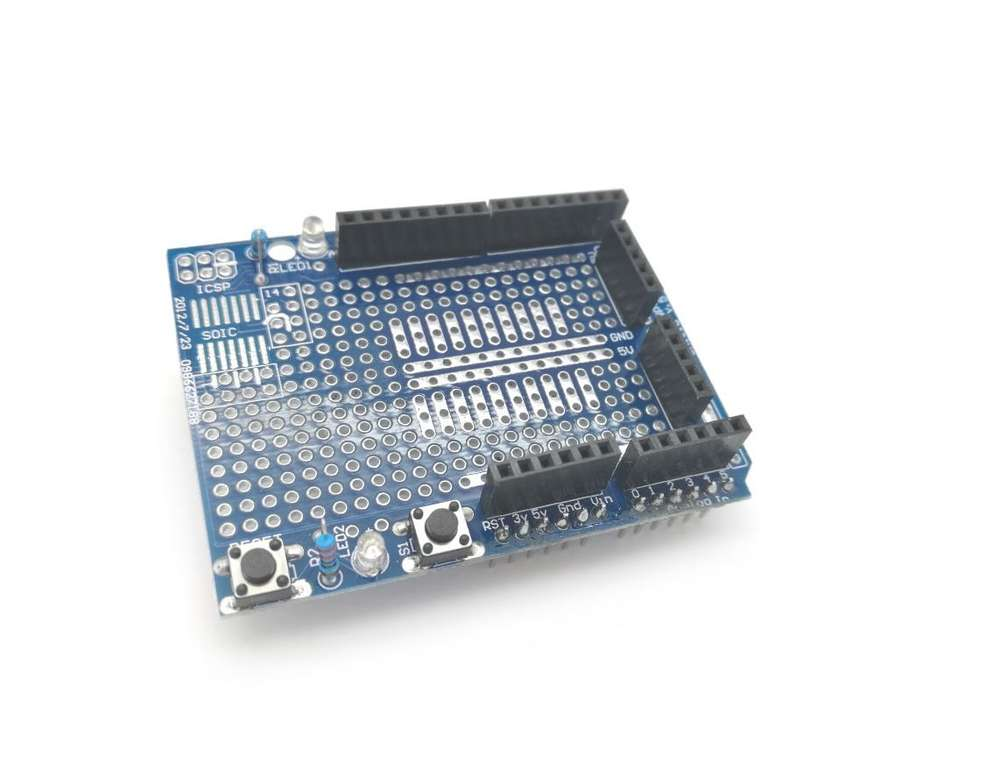 LED1
ICSP
14
SOIC
2012/7/23
GND
5V
RESET
R2
LED2
S1
RST 3v 5v Gnd Vin
0 1 2 3 4 5